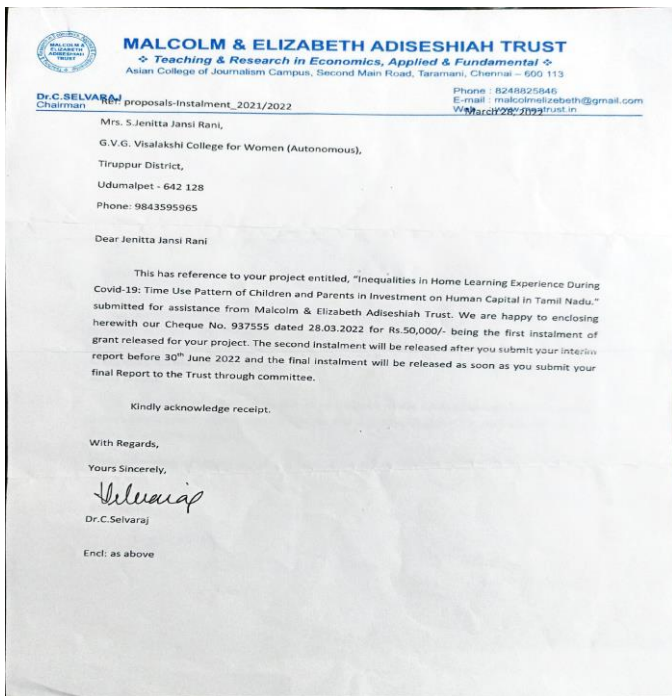 MALCOLM & ELIZABETH ADISESHIAH TRUST
MALCOLM & ELIZABETH ADISESHIAH TRUST
❖ Teaching & Research in Economics, Applied & Fundamental ❖
Asian College of Journalism Campus, Second Main Road, Taramani, Chennai – 600 113
Dr.C.SELVARAJ
Chairman
Phone : 8248825846
E-mail : malcolmelizebeth@gmail.com
Ref: proposals-Instalment_2021/2022
March 28, 2022
Mrs. S.Jenitta Jansi Rani,
G.V.G. Visalakshi College for Women (Autonomous),
Tiruppur District,
Udumalpet - 642 128
Phone: 9843595965
Dear Jenitta Jansi Rani
This has reference to your project entitled, "Inequalities in Home Learning Experience During
Covid-19: Time Use Pattern of Children and Parents in Investment on Human Capital in Tamil Nadu."
submitted for assistance from Malcolm & Elizabeth Adiseshiah Trust. We are happy to enclosing
herewith our Cheque No. 937555 dated 28.03.2022 for Rs.50,000/- being the first instalment of
grant released for your project. The second instalment will be released after you submit your interim
report before 30th June 2022 and the final instalment will be released as soon as you submit your
final Report to the Trust through committee.
Kindly acknowledge receipt.
With Regards,
Yours Sincerely,
Dr.C.Selvaraj
Encl: as above